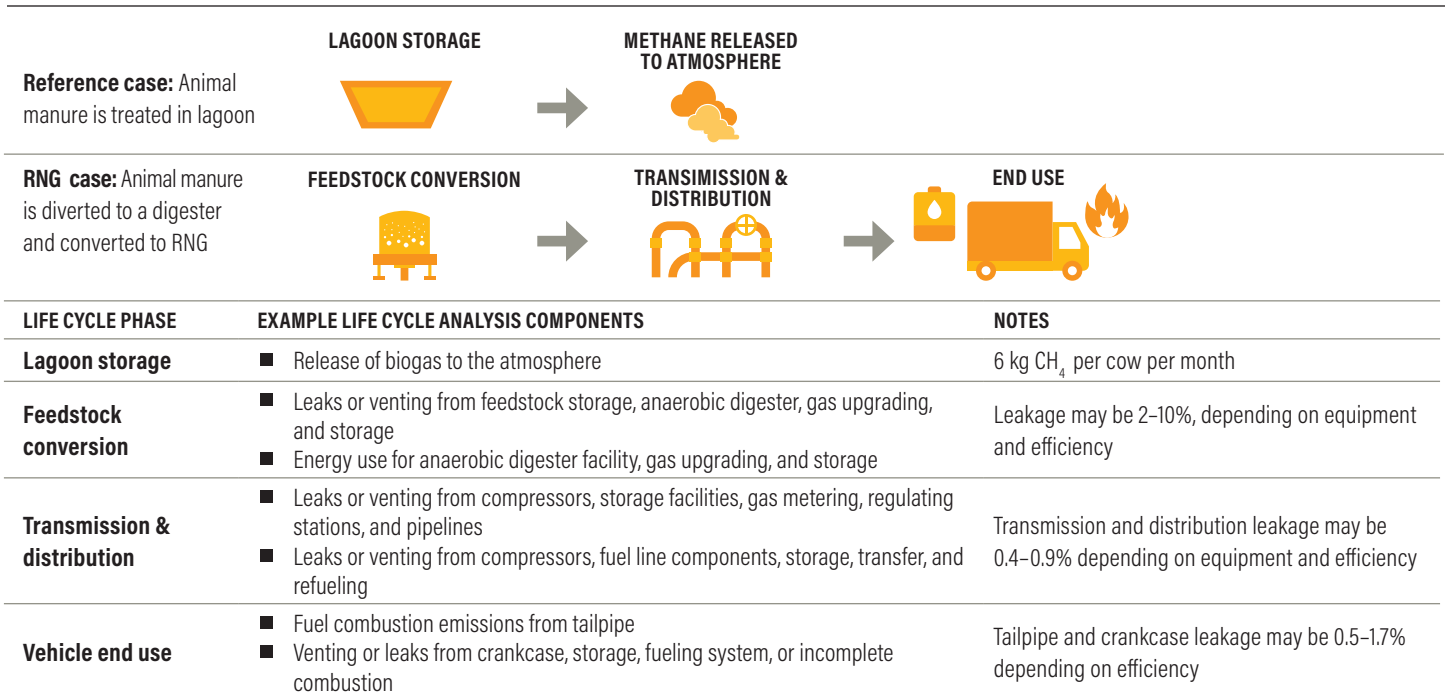 LAGOON STORAGE
METHANE RELEASED
TO ATMOSPHERE
Reference case: Animal
manure is treated in lagoon
RNG case: Animal manure
is diverted to a digester
and converted to RNG
FEEDSTOCK CONVERSION
TRANSIMISSION &
DISTRIBUTION
END USE
LIFE CYCLE PHASE
EXAMPLE LIFE CYCLE ANALYSIS COMPONENTS
NOTES
Lagoon storage
■ Release of biogas to the atmosphere
6 kg CH4 per cow per month
Feedstock
conversion
■ Leaks or venting from feedstock storage, anaerobic digester, gas upgrading,
and storage
■ Energy use for anaerobic digester facility, gas upgrading, and storage
Leakage may be 2–10%, depending on equipment
and efficiency
Transmission &
distribution
■ Leaks or venting from compressors, storage facilities, gas metering, regulating
stations, and pipelines
■ Leaks or venting from compressors, fuel line components, storage, transfer, and
refueling
Transmission and distribution leakage may be
0.4–0.9% depending on equipment and efficiency
Vehicle end use
■ Fuel combustion emissions from tailpipe
■ Venting or leaks from crankcase, storage, fueling system, or incomplete
combustion
Tailpipe and crankcase leakage may be 0.5–1.7%
depending on efficiency